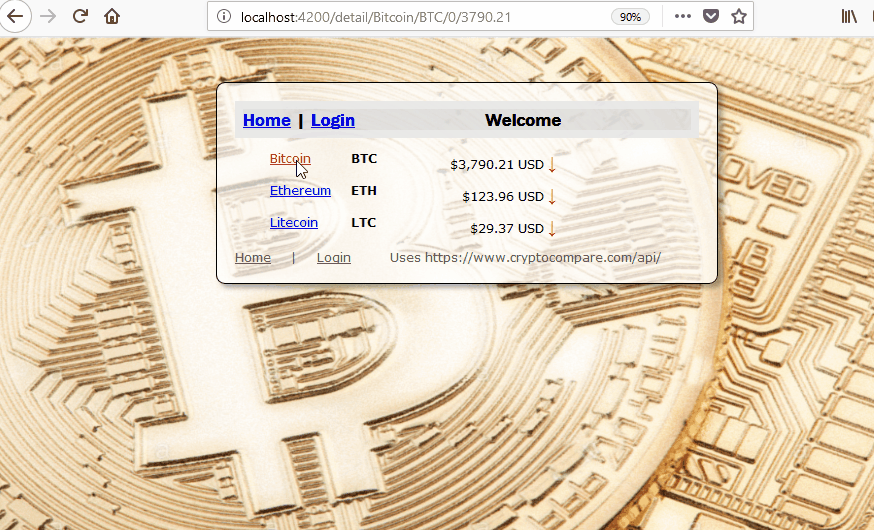 localhost:4200/detail/Bitcoin/BTC/0/3790.21 90%
Home | Login Welcome
Bitcoin BTC $3,790.21 USD ↓
Ethereum ETH $123.96 USD ↓
Litecoin LTC $29.37 USD ↓
Home | Login Uses https://www.cryptocompare.com/api/